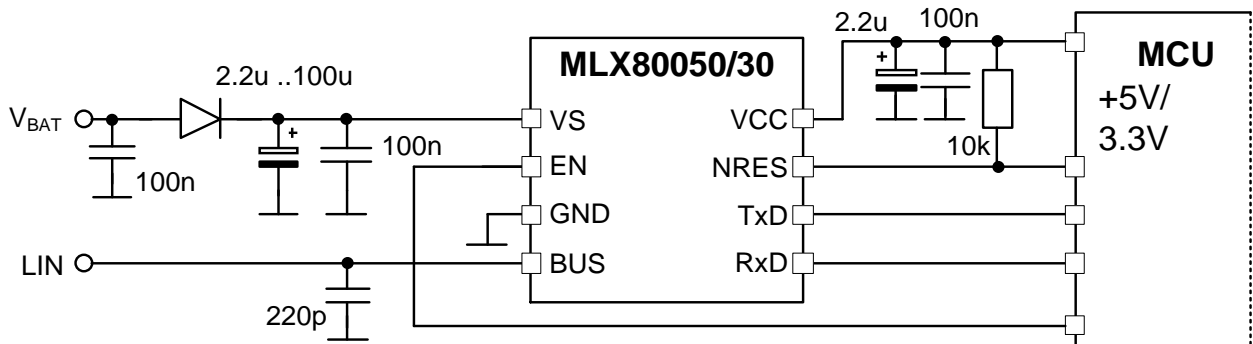 2.2u
100n
MCU
MLX80050/30
2.2u ..100u
+5V/
3.3V
VBAT
VS
VCC
100n
10k
100n
EN
NRES
GND
TxD
LIN
BUS
RxD
220p